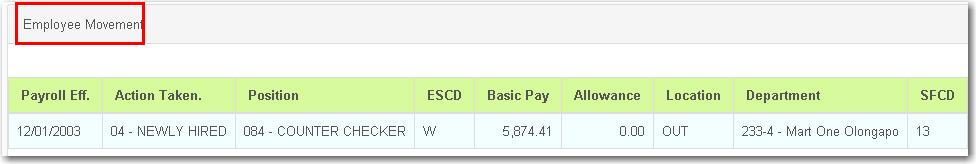 Employee Movement
Payroll Eff. Action Taken. Position ESCD Basic Pay Allowance Location Department SFCD
12/01/2003 04 - NEWLY HIRED 084 - COUNTER CHECKER W 5,874.41 0.00 OUT 233-4 - Mart One Olongapo 13